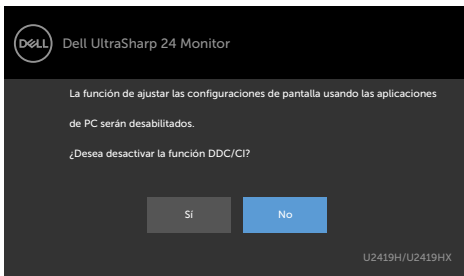 DELL
Dell UltraSharp 24 Monitor
La función de ajustar las configuraciones de pantalla usando las aplicaciones
de PC serán desabilitados.
¿Desea desactivar la función DDC/CI?
Sí No
U2419H/U2419HX